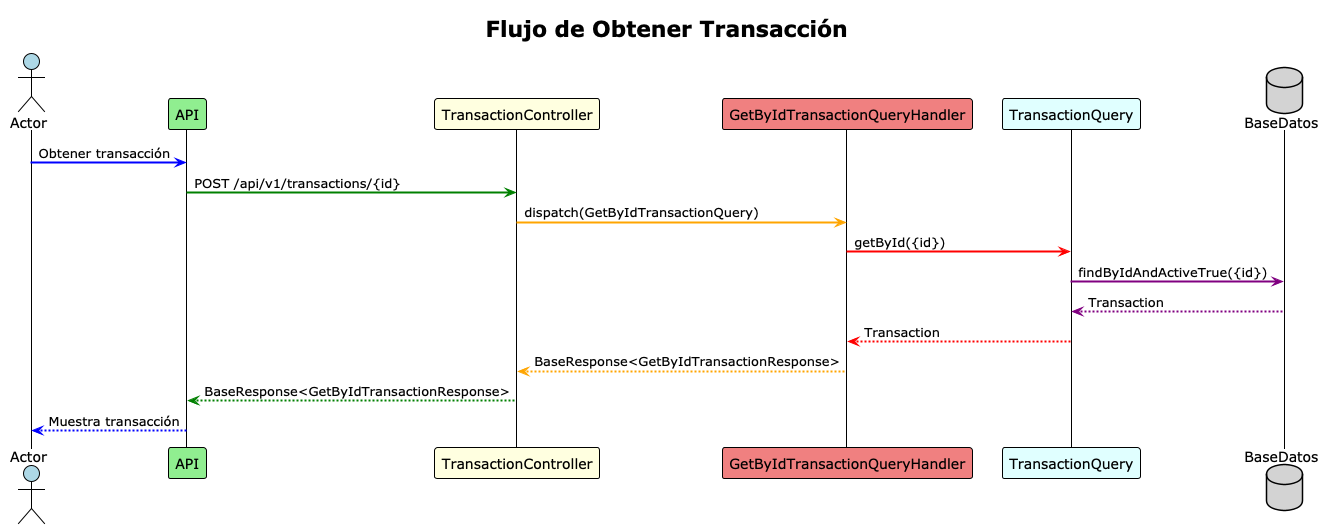 Flujo de Obtener Transacción
Actor
API
TransactionController
GetByIdTransactionQueryHandler
TransactionQuery
BaseDatos
Obtener transacción
POST /api/v1/transactions/{id}
dispatch(GetByIdTransactionQuery)
getById({id})
findByIdAndActiveTrue({id})
Transaction
Transaction
BaseResponse<GetByIdTransactionResponse>
BaseResponse<GetByIdTransactionResponse>
Muestra transacción
Actor
API
TransactionController
GetByIdTransactionQueryHandler
TransactionQuery
BaseDatos